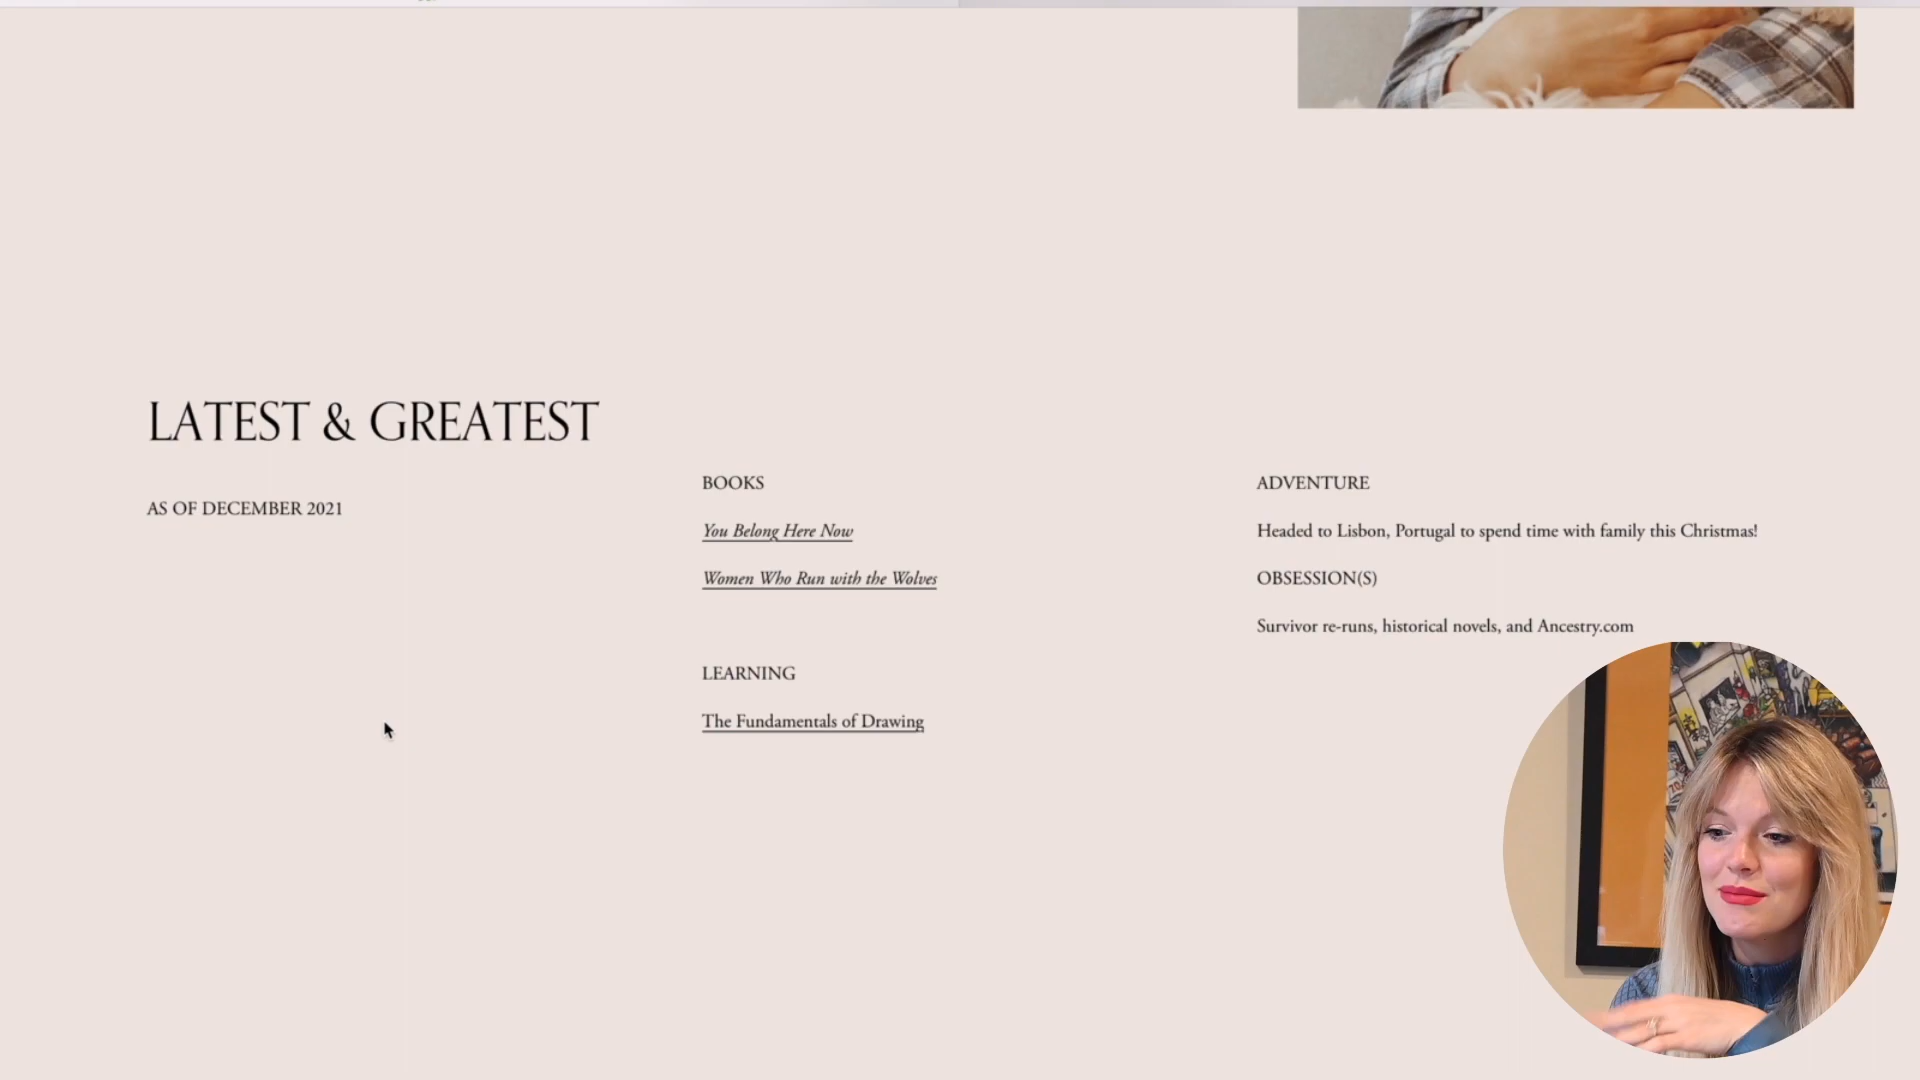 LATEST & GREATEST
AS OF DECEMBER 2021
BOOKS
You Belong Here Now
Women Who Run with the Wolves
LEARNING
The Fundamentals of Drawing
ADVENTURE
Headed to Lisbon, Portugal to spend time with family this Christmas!
OBSESSION(S)
Survivor re-runs, historical novels, and Ancestry.com